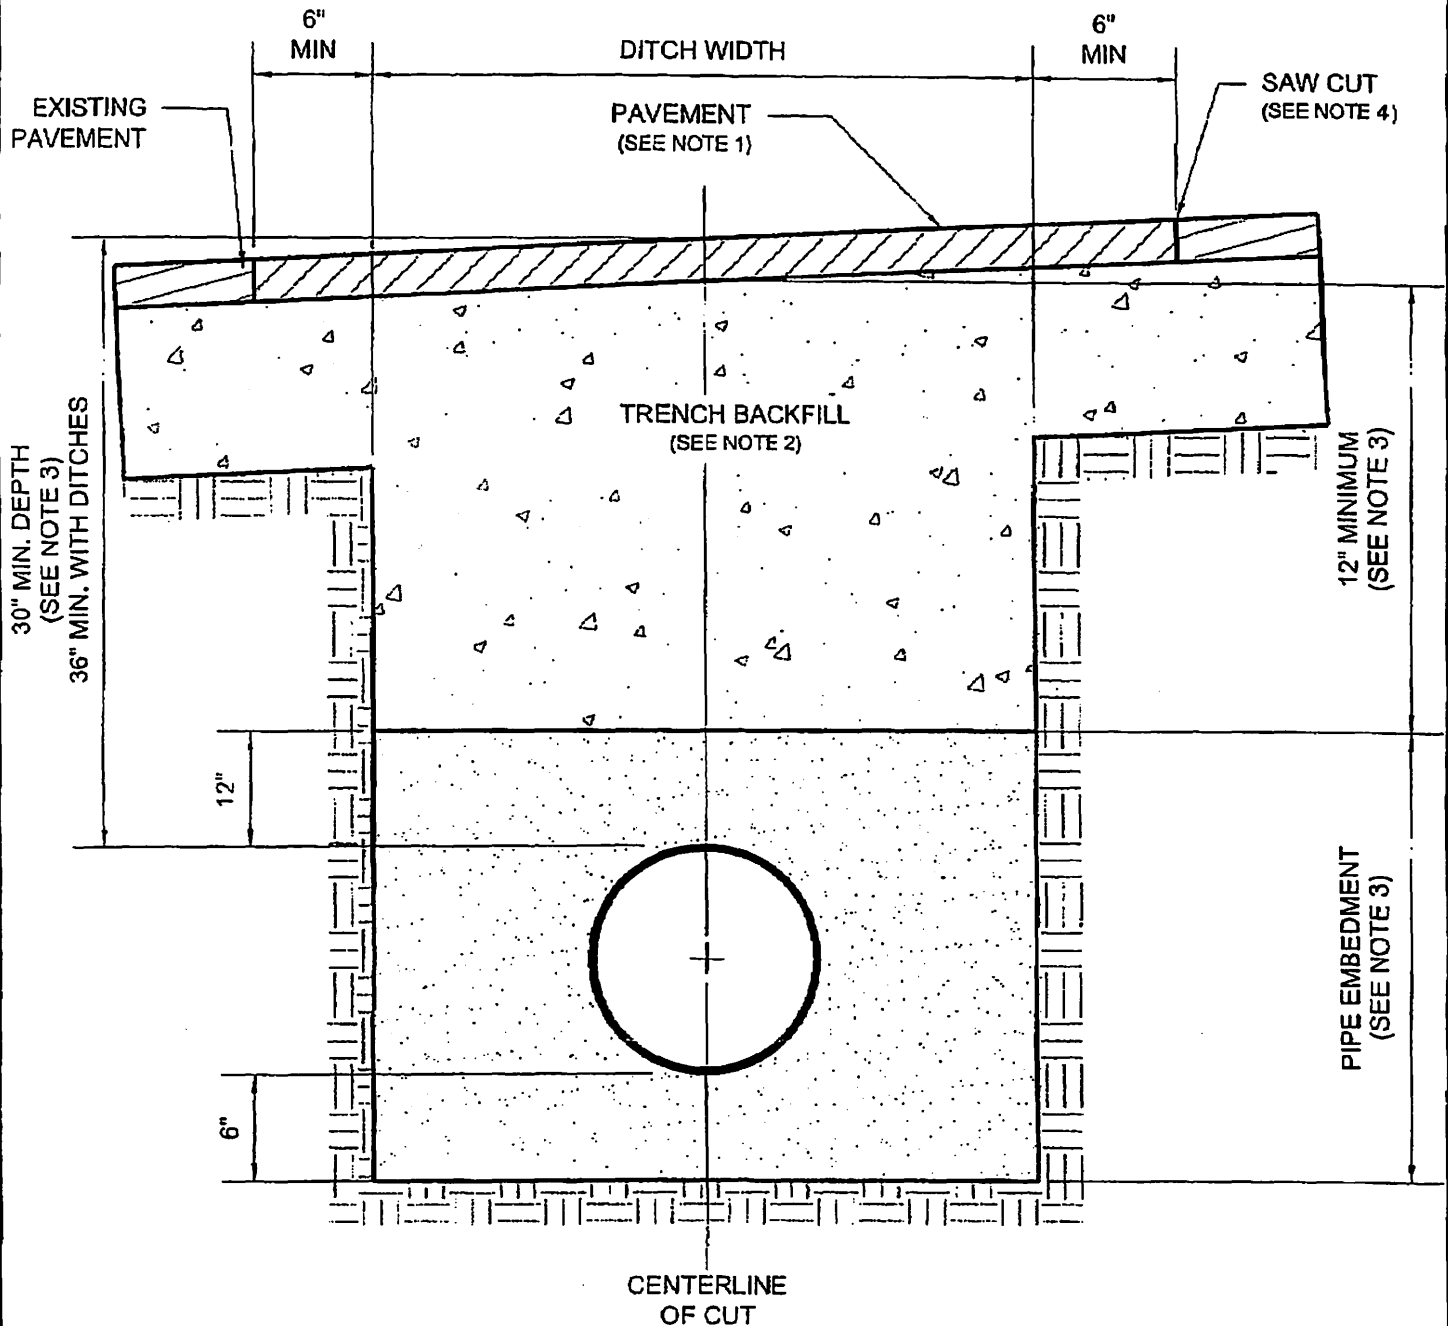 6"
MIN
DITCH WIDTH
6"
MIN
EXISTING
PAVEMENT
PAVEMENT
(SEE NOTE 1)
SAW CUT
(SEE NOTE 4)
TRENCH BACKFILL
(SEE NOTE 2)
30" MIN. DEPTH
(SEE NOTE 3)
36" MIN. WITH DITCHES
12" MINIMUM
(SEE NOTE 3)
12"
PIPE EMBEDMENT
(SEE NOTE 3)
6"
CENTERLINE
OF CUT